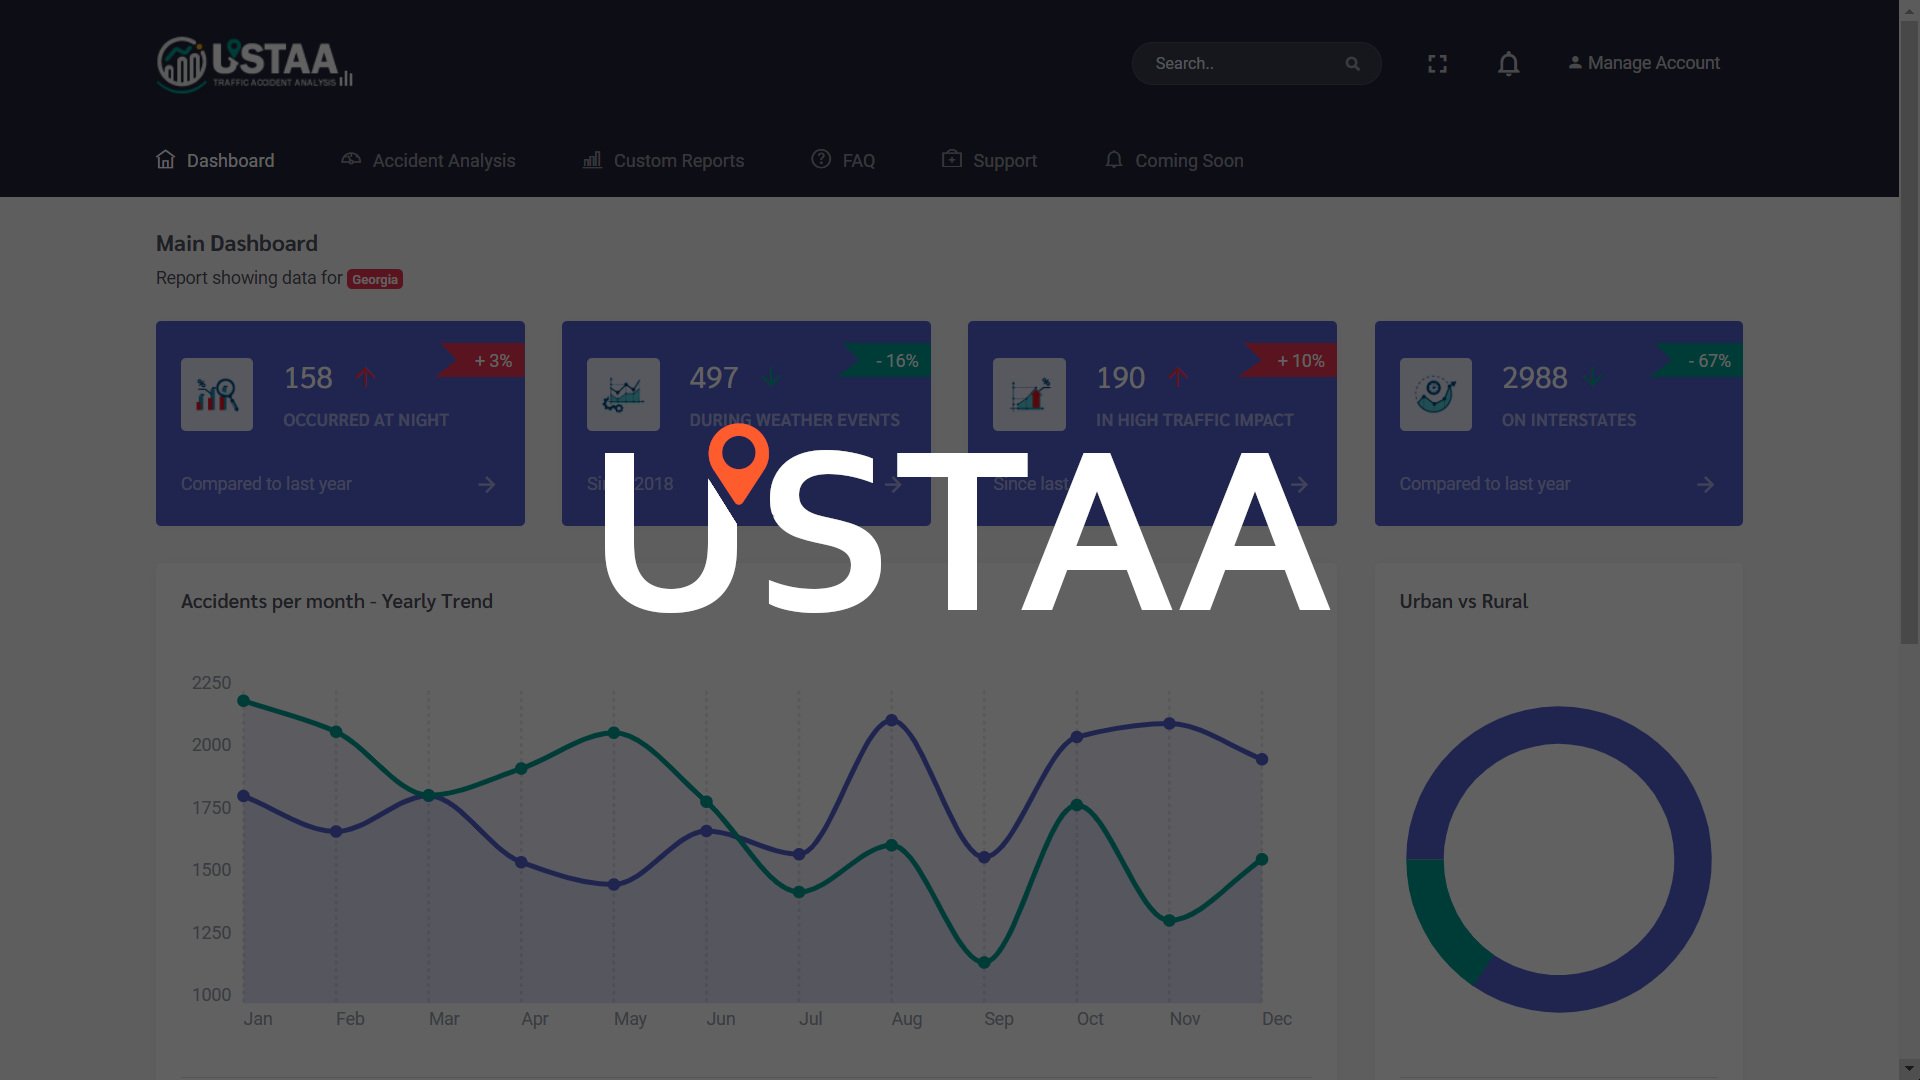 USTAA
TRAFFIC ACCIDENT ANALYSIS
Search..
Manage Account
Dashboard
Accident Analysis
Custom Reports
FAQ
Support
Coming Soon
Main Dashboard
Report showing data for Georgia
158
+ 3%
OCCURRED AT NIGHT
Compared to last year
497
- 16%
DURING WEATHER EVENTS
2018
190
+ 10%
IN HIGH TRAFFIC IMPACT
Since last
2988
- 67%
ON INTERSTATES
Compared to last year
USTAA
Accidents per month - Yearly Trend
2250
2000
1750
1500
1250
1000
Jan
Feb
Mar
Apr
May
Jun
Jul
Aug
Sep
Oct
Nov
Dec
Urban vs Rural